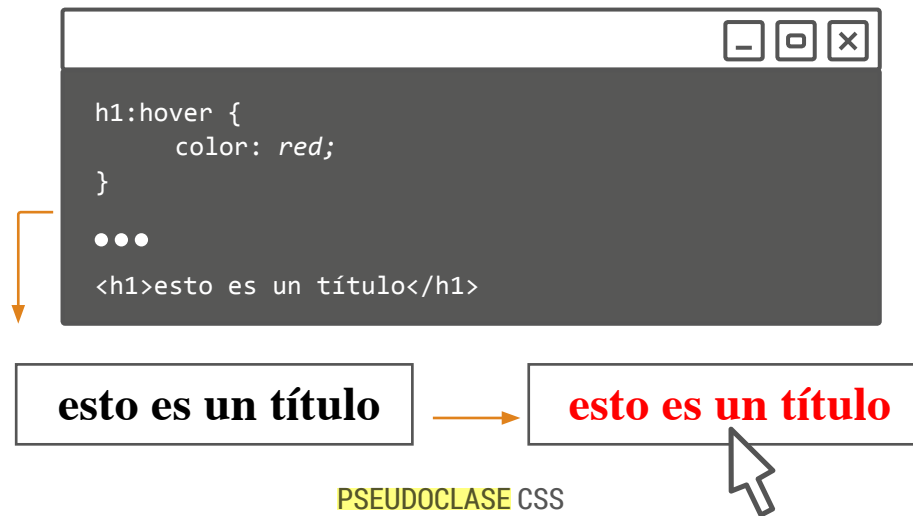 h1:hover {
color: red;
}
<h1>esto es un título</h1>
esto es un título
esto es un título
PSEUDOCLASE CSS